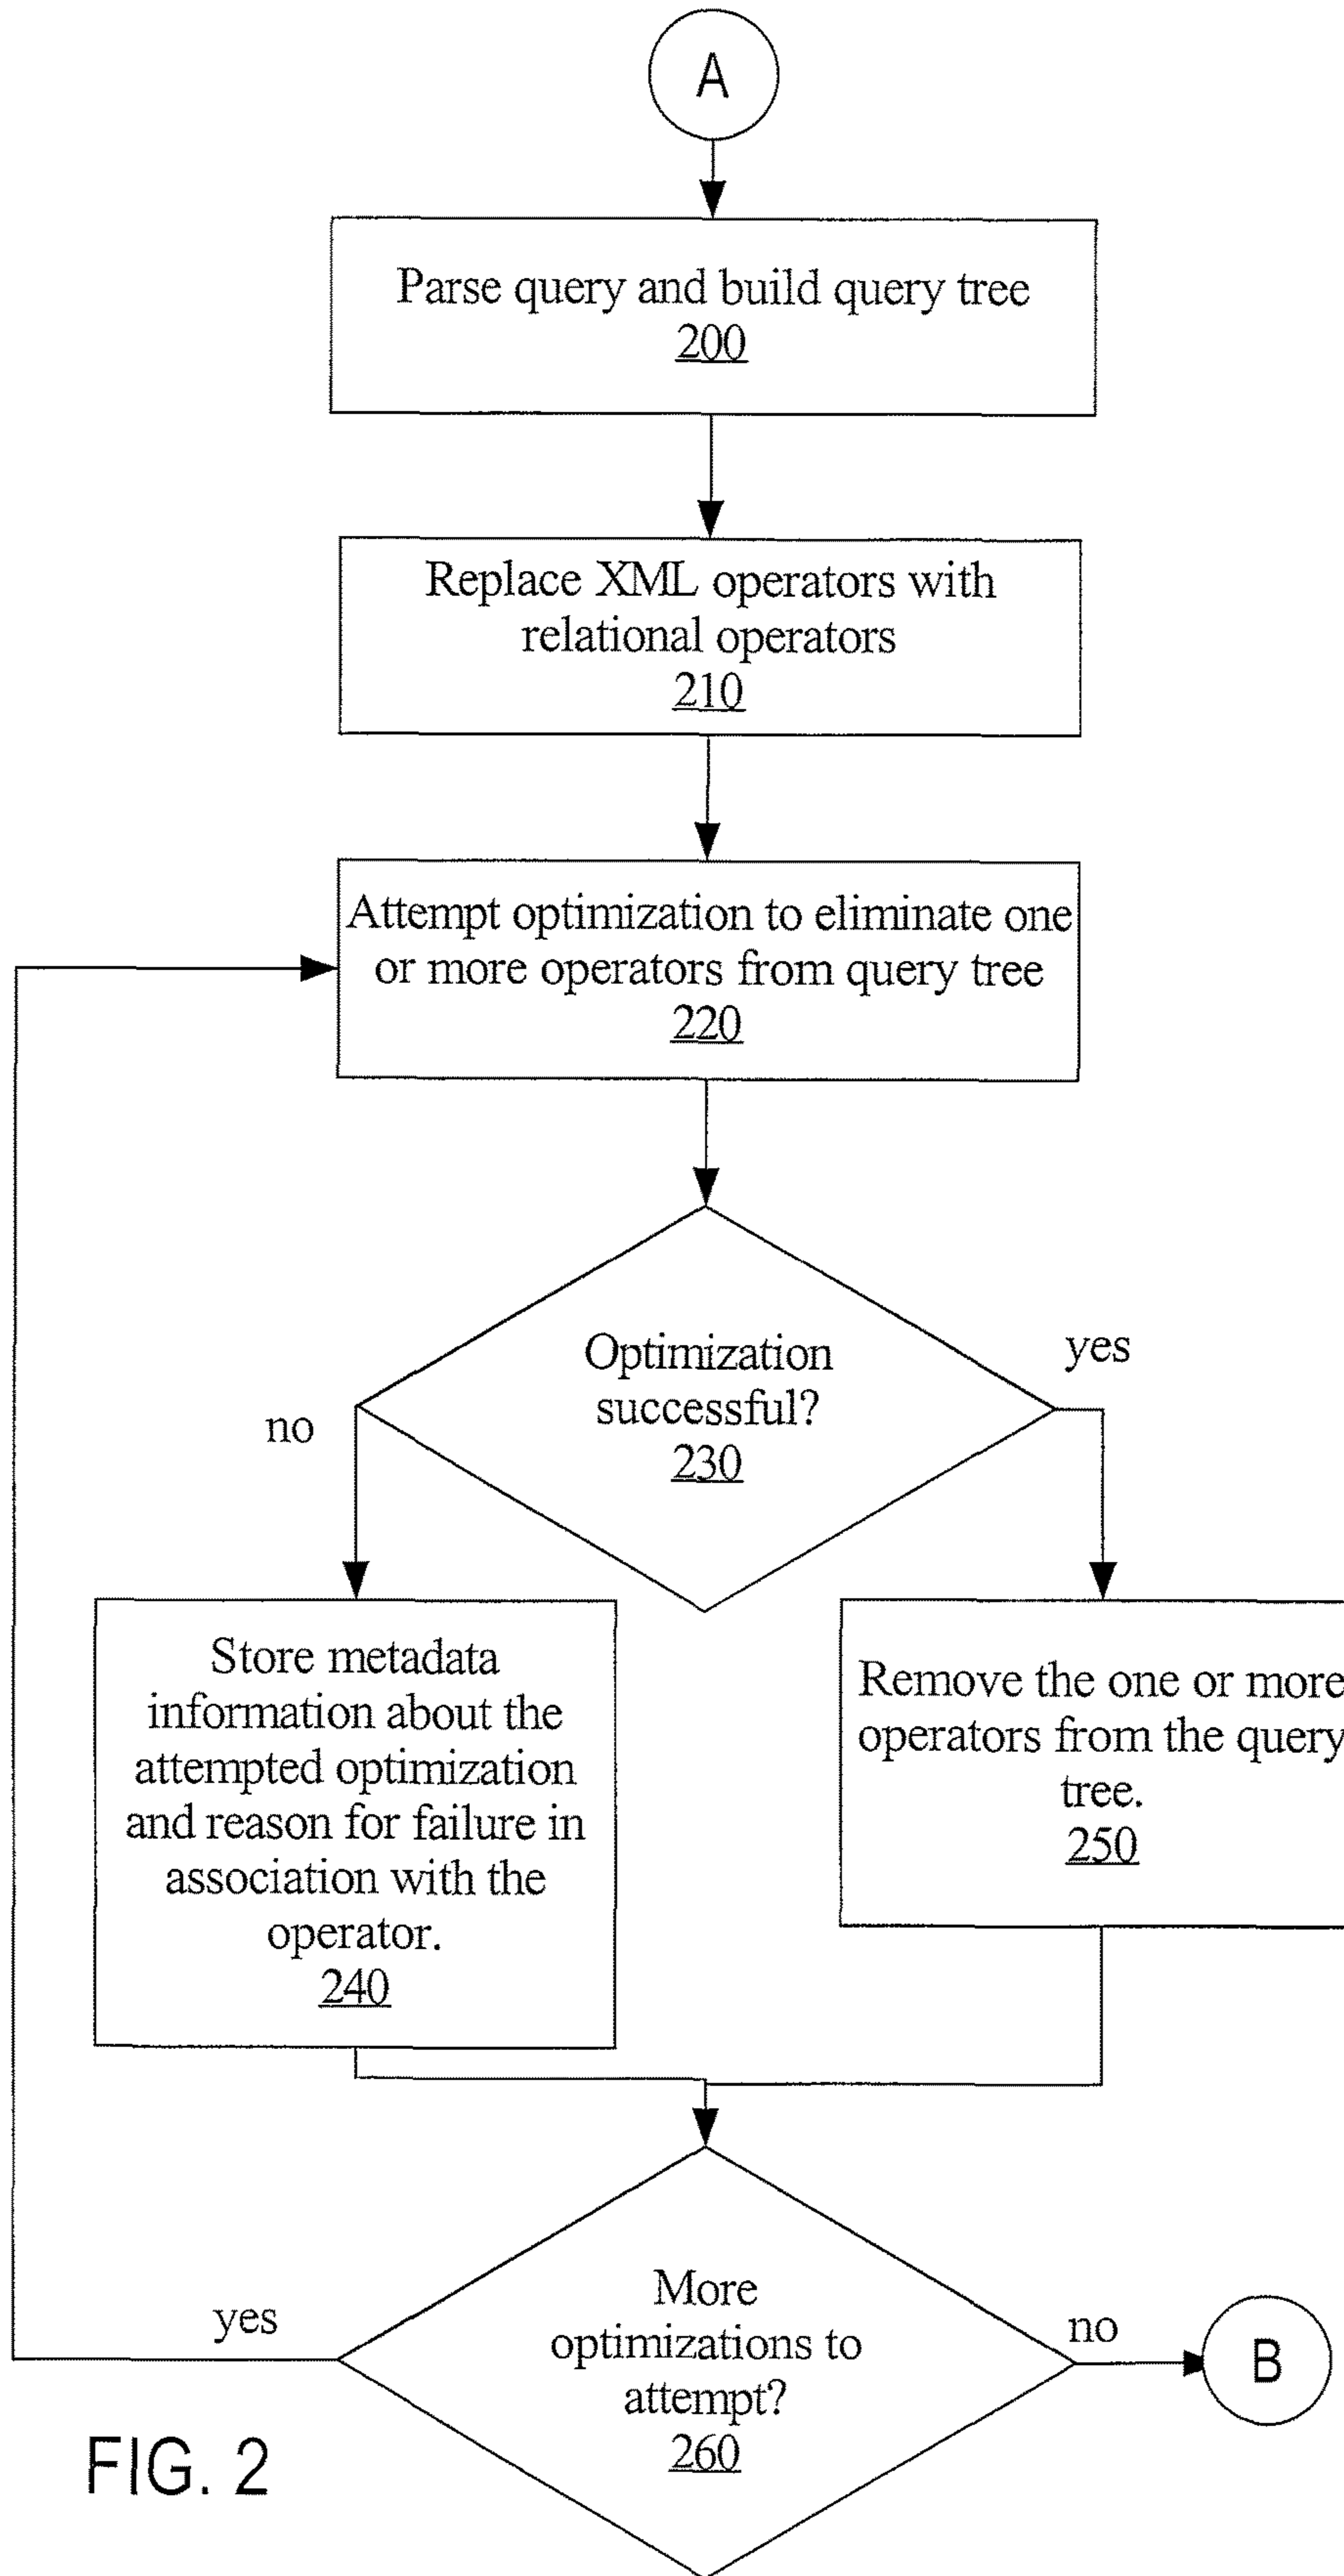 A
Parse query and build query tree
200
Replace XML operators with
relational operators
210
Attempt optimization to eliminate one
or more operators from query tree
220
Optimization
successful?
230
yes
no
Store metadata
information about the
attempted optimization
and reason for failure in
association with the
operator.
240
Remove the one or more
operators from the query
tree.
250
More
optimizations to
attempt?
260
yes
no
B
FIG. 2